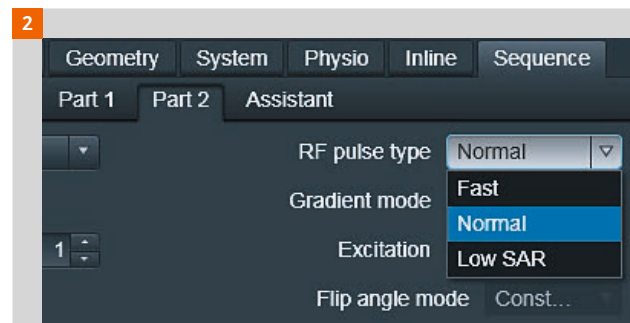 2
Geometry System Physio Inline Sequence
Part 1 Part 2 Assistant
RF pulse type Normal
Gradient mode Fast
Normal
1 Excitation Low SAR
Flip angle mode Const...